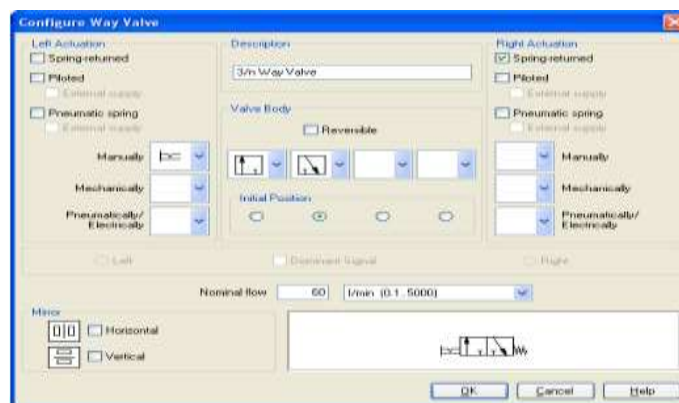 Configure Way Valve
Left Actuation
Description
Right Actuation
Spring-returned
3/n Way Valve
Spring-returned
Piloted
Piloted
External supply
External supply
Valve Body
Pneumatic spring
Pneumatic spring
External supply
Reversible
External supply
Manually
Manually
Mechanically
Mechanically
Initial Position
Pneumatically/
Electrically
Pneumatically/
Electrically
Left
Dominant Signal
Right
Nominal flow
60
l/min (0.1..5000)
Mirror
Horizontal
Vertical
OK
Cancel
Help